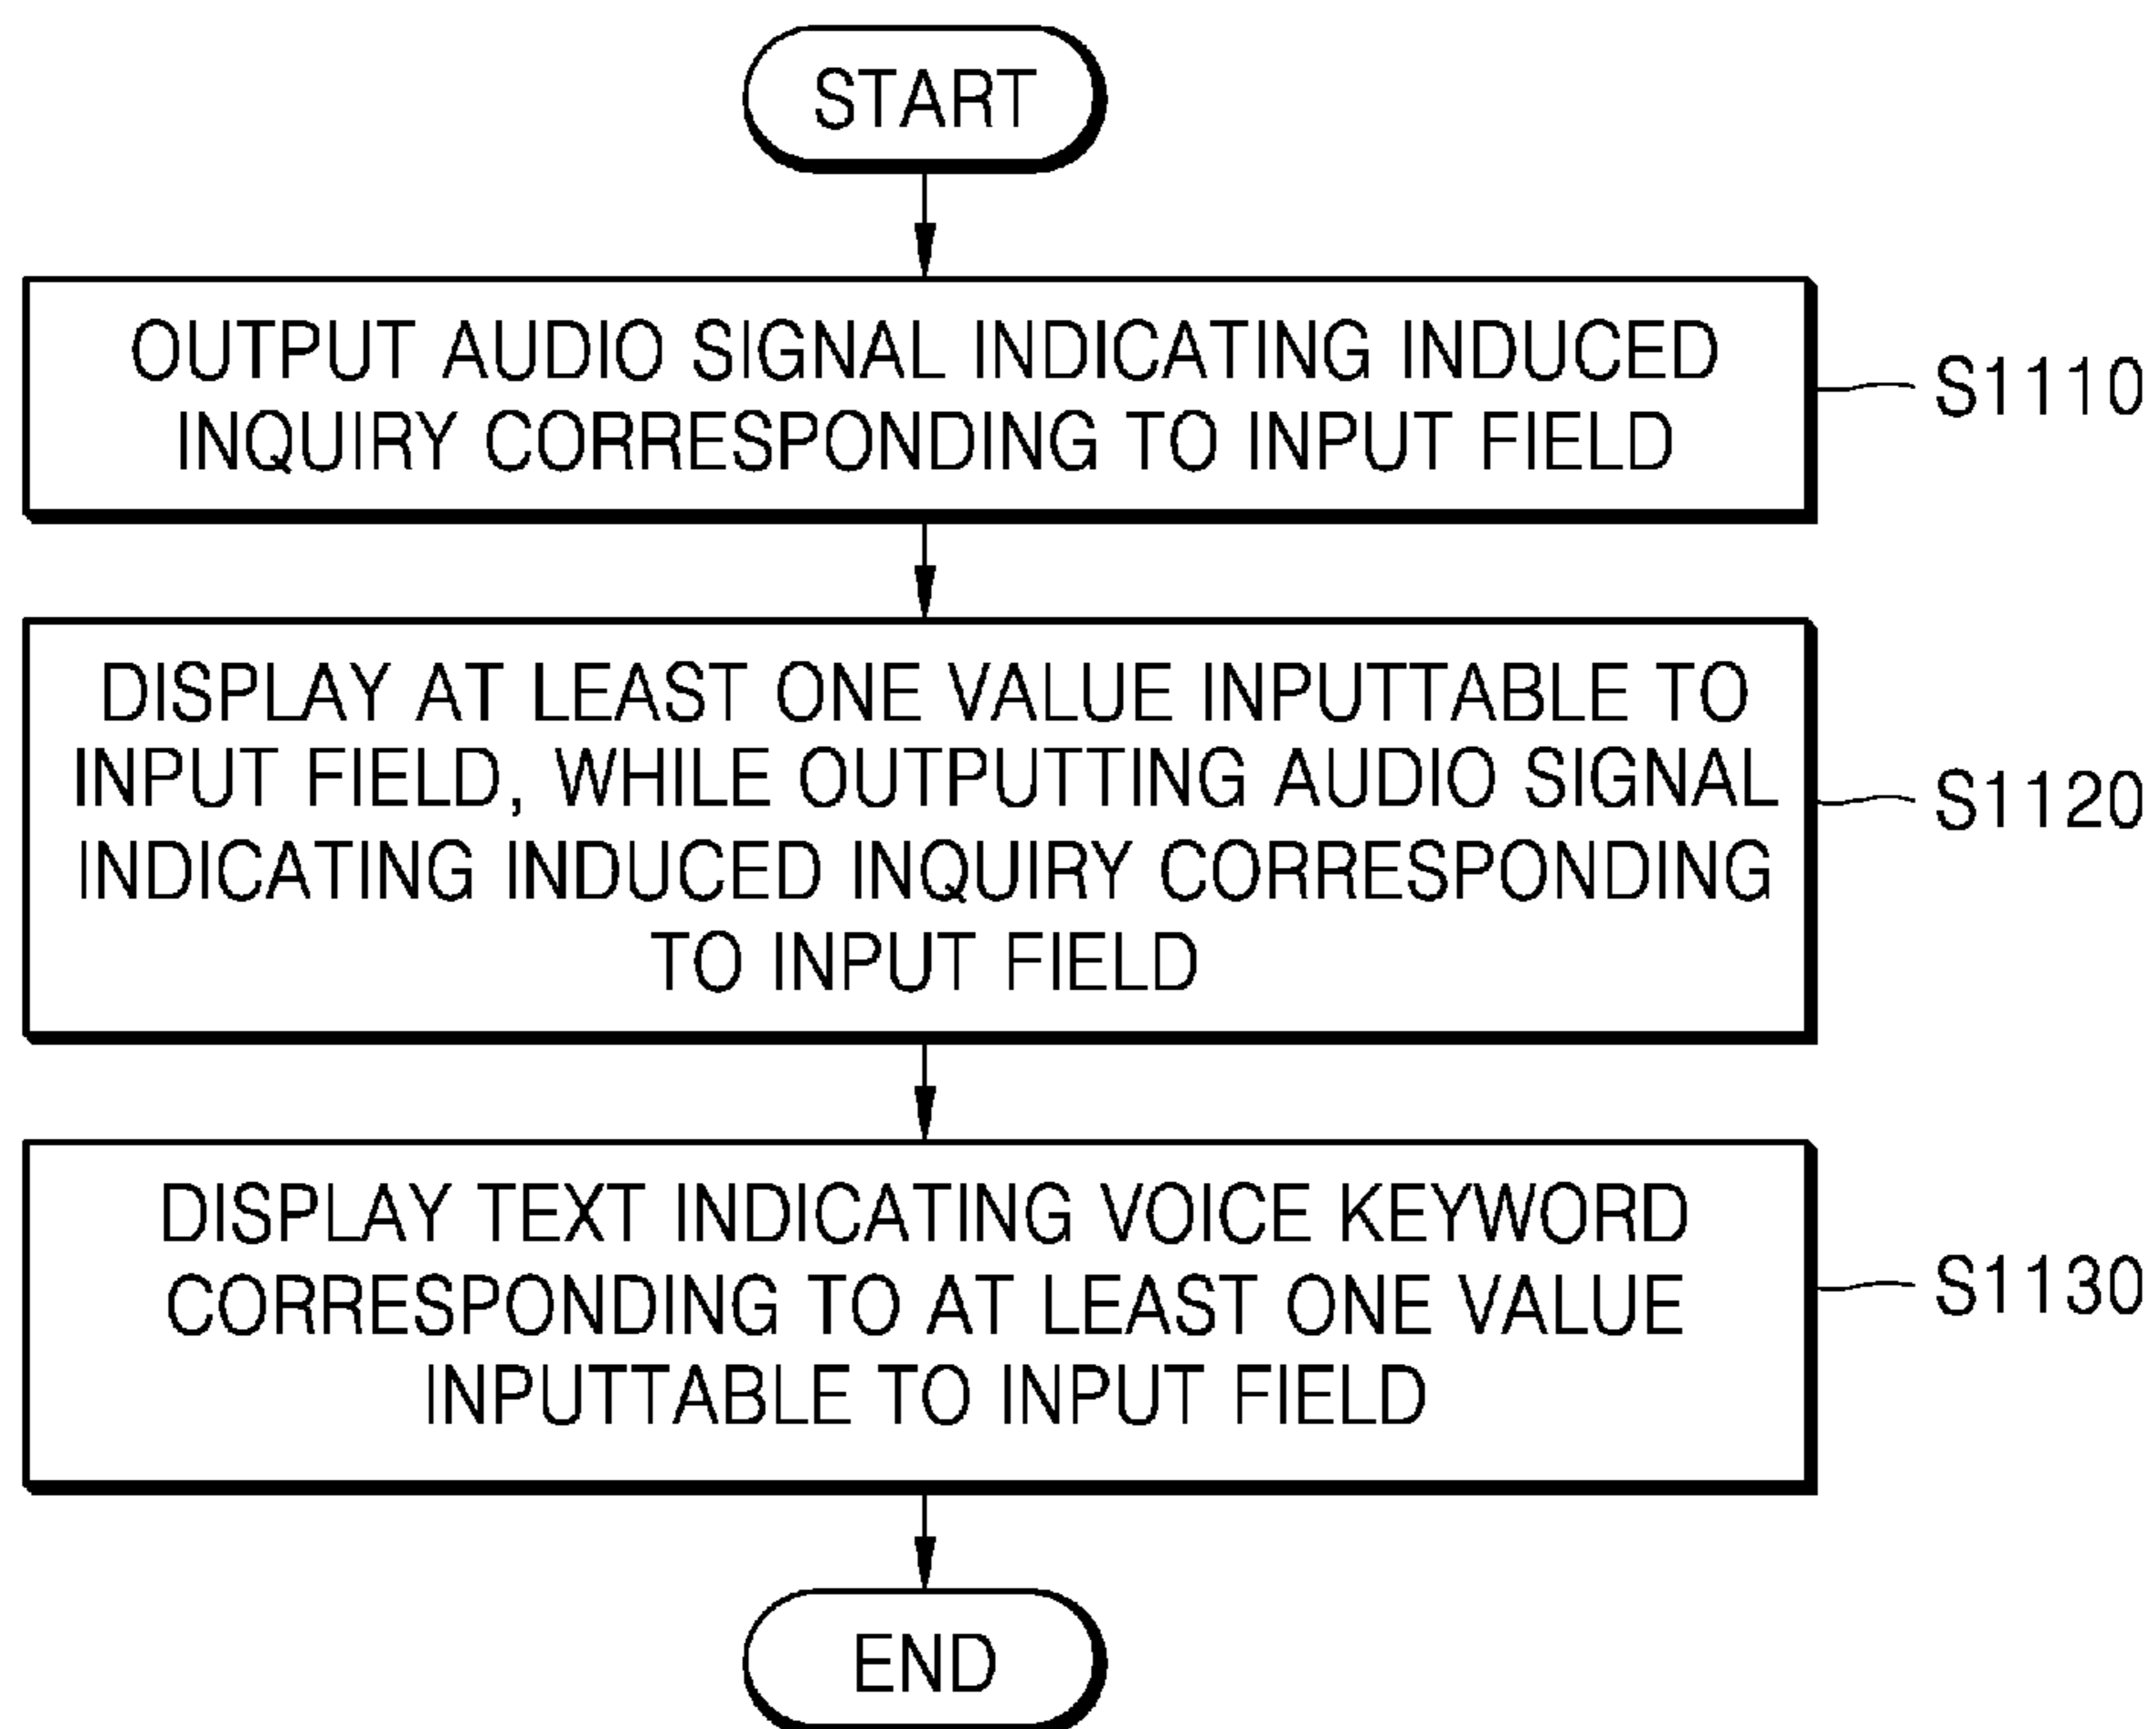 START
OUTPUT AUDIO SIGNAL INDICATING INDUCED
INQUIRY CORRESPONDING TO INPUT FIELD
S1110
DISPLAY AT LEAST ONE VALUE INPUTTABLE TO
INPUT FIELD, WHILE OUTPUTTING AUDIO SIGNAL
INDICATING INDUCED INQUIRY CORRESPONDING
TO INPUT FIELD
S1120
DISPLAY TEXT INDICATING VOICE KEYWORD
CORRESPONDING TO AT LEAST ONE VALUE
INPUTTABLE TO INPUT FIELD
S1130
END